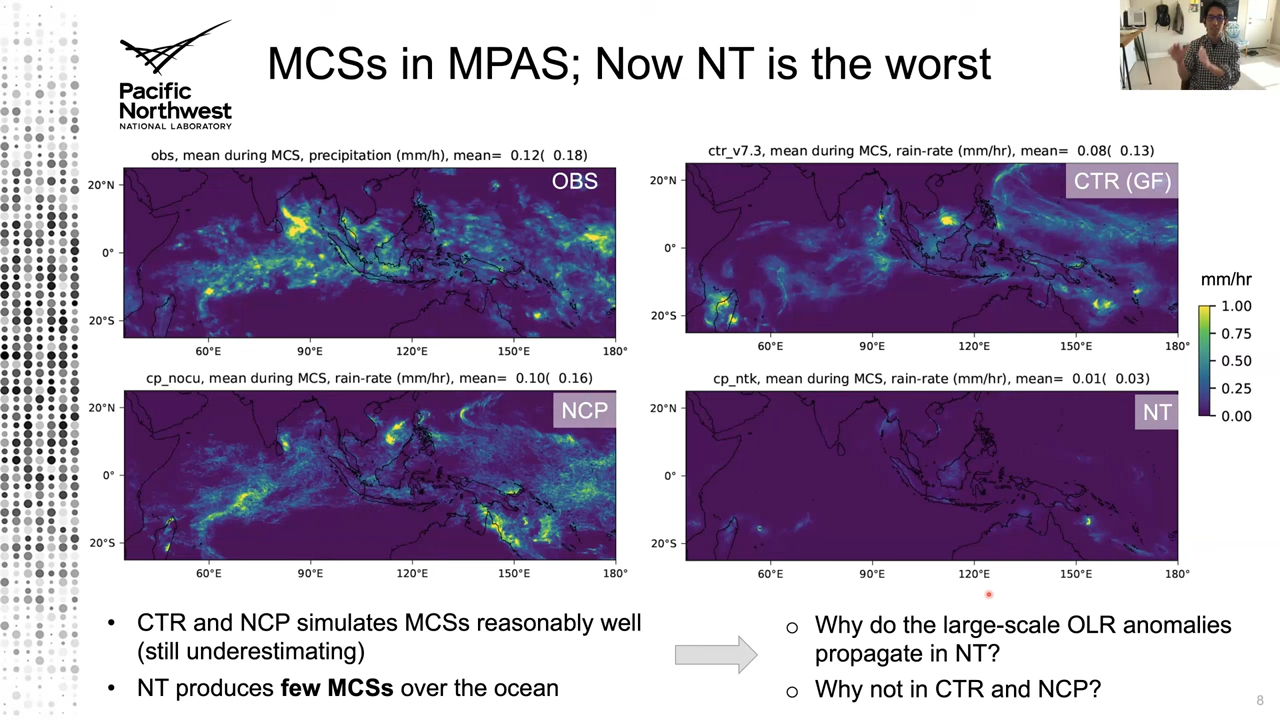 Pacific
Northwest
NATIONAL LABORATORY
MCSs in MPAS; Now NT is the worst
obs, mean during MCS, precipitation (mm/h), mean= 0.12( 0.18)
OBS
20°N
0°
20°S
60°E 90°E 120°E 150°E 180°
ctr_v7.3, mean during MCS, rain-rate (mm/hr), mean= 0.08( 0.13)
CTR (GF)
20°N
0°
20°S
60°E 90°E 120°E 150°E 180°
cp_nocu, mean during MCS, rain-rate (mm/hr), mean= 0.10( 0.16)
NCP
20°N
0°
20°S
60°E 90°E 120°E 150°E 180°
cp_ntk, mean during MCS, rain-rate (mm/hr), mean= 0.01( 0.03)
NT
20°N
0°
20°S
60°E 90°E 120°E 150°E 180°
mm/hr
1.00
0.75
0.50
0.25
0.00
• CTR and NCP simulates MCSs reasonably well
(still underestimating)
• NT produces few MCSs over the ocean
o Why do the large-scale OLR anomalies
propagate in NT?
o Why not in CTR and NCP?
8